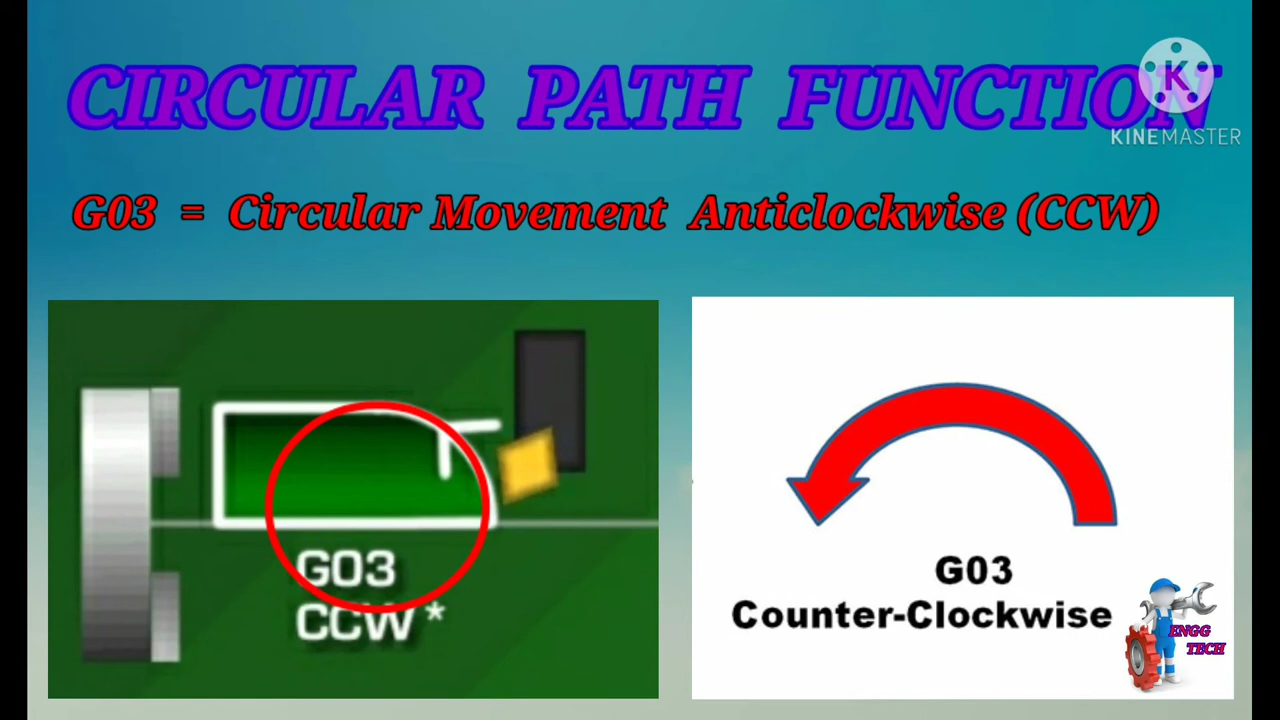 CIRCULAR PATH FUNCTION
K
KINEMASTER
G03 = Circular Movement Anticlockwise (CCW)
G03
CCW *
G03
Counter-Clockwise
ENGG
TECH